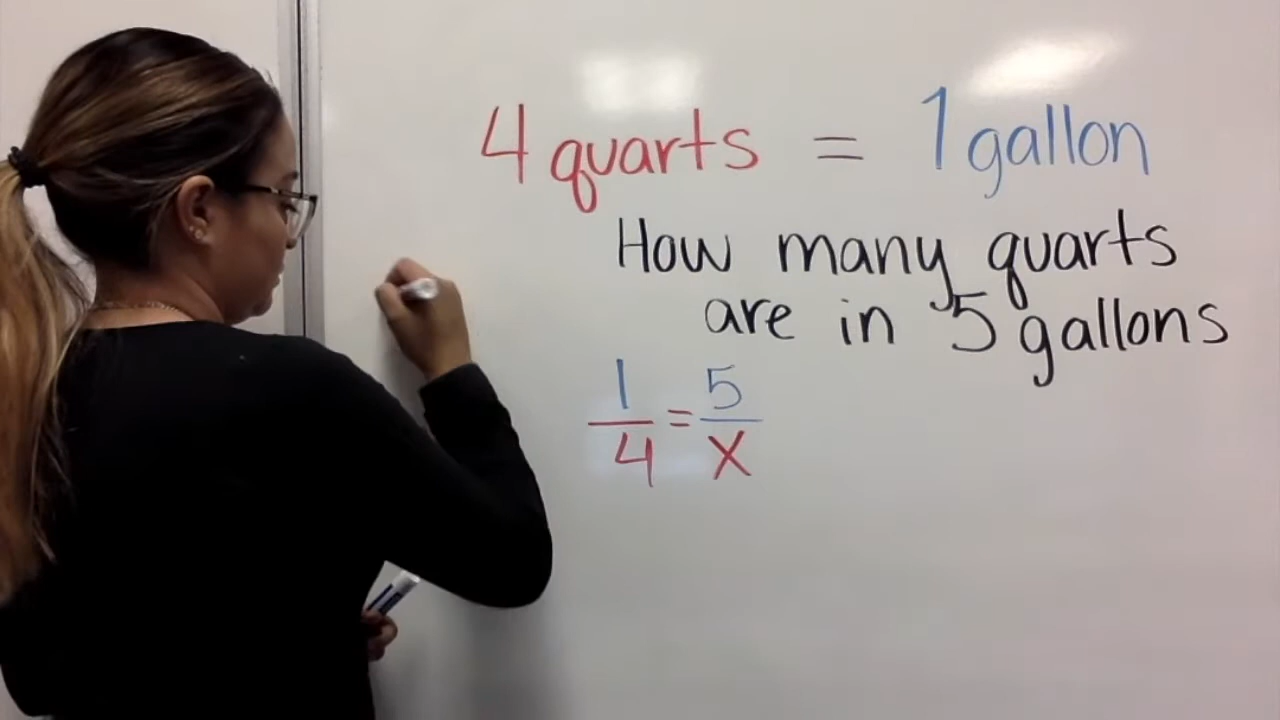 4 quarts = 1 gallon
How many quarts
are in 5 gallons
1/4 = 5/X